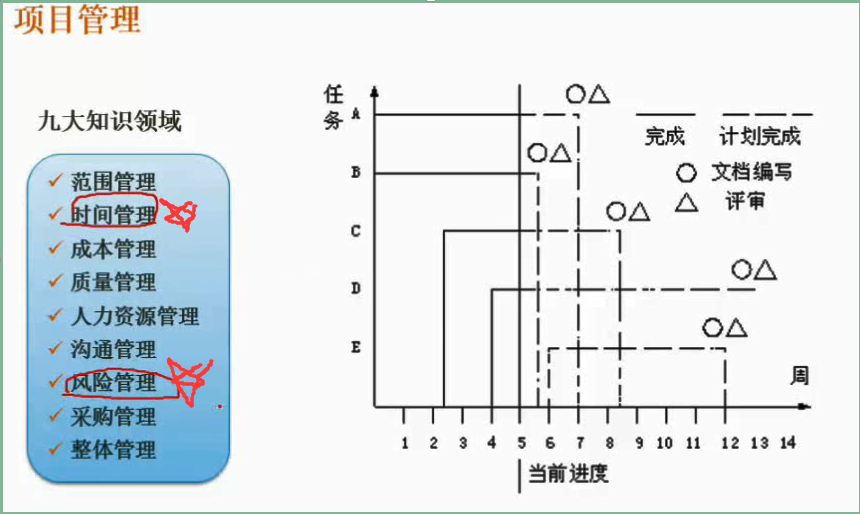 项目管理
九大知识领域
范围管理
时间管理
成本管理
质量管理
人力资源管理
沟通管理
风险管理
采购管理
整体管理
任务
A
B
C
D
E
完成 计划完成
文档编写
评审
周
1 2 3 4 5 6 7 8 9 10 11 12 13 14
当前进度